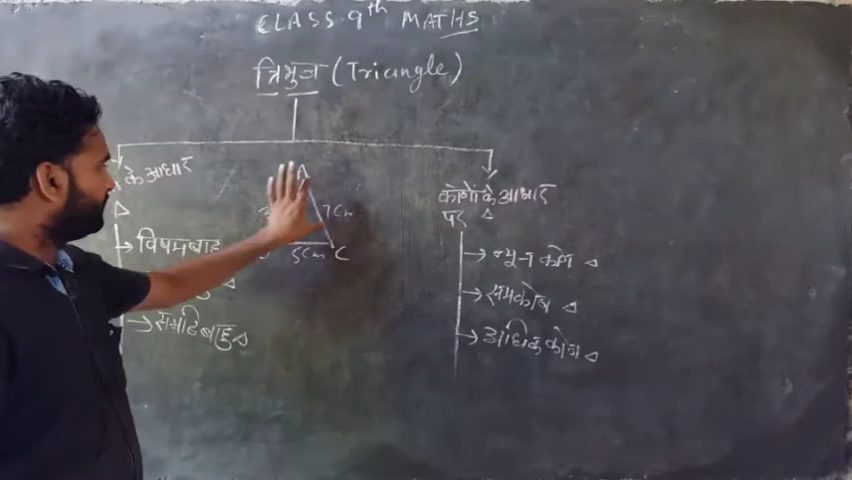 CLASS-9th MATHS
त्रिभुज (Triangle)
के आधार
Δ
विषमबाहु
समद्विबाहु Δ
A
7cm
5cm C
कोणों के आधार
पर Δ
न्यून कोण Δ
समकोण Δ
अधिक कोण Δ